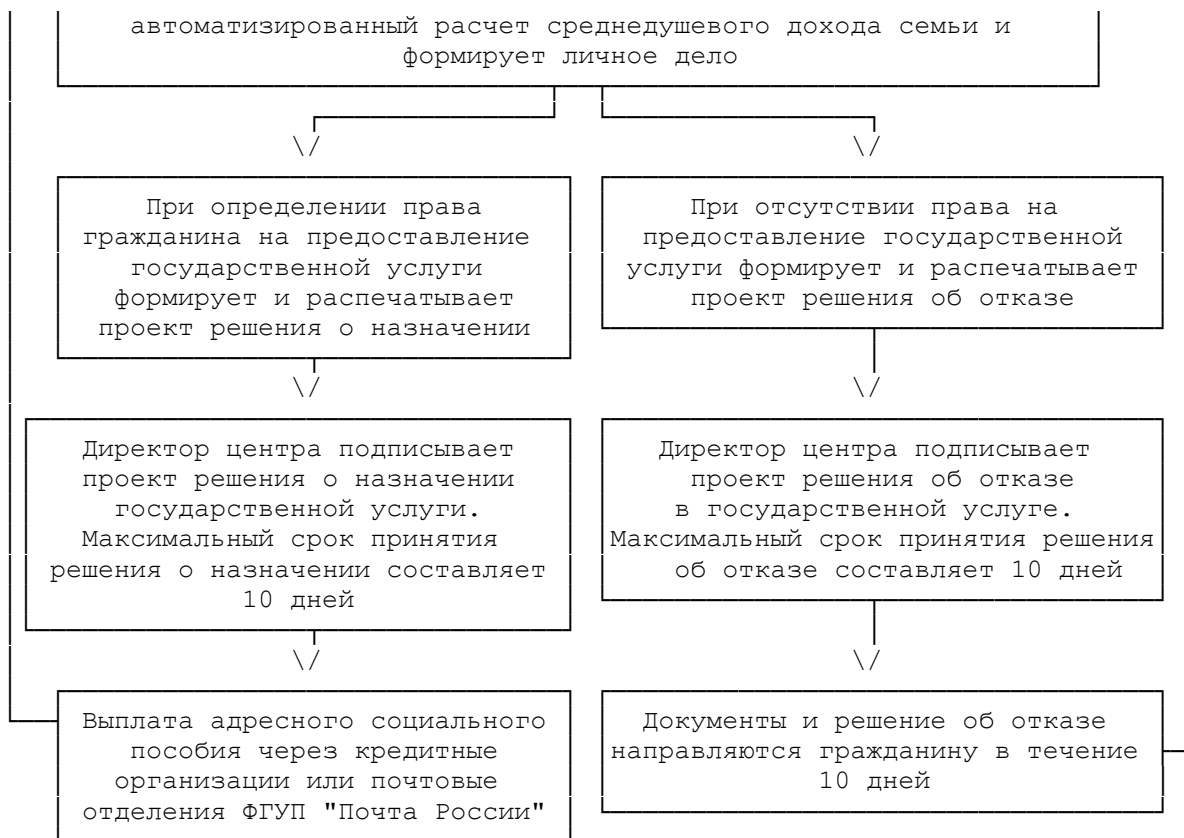 автоматизированный расчет среднедушевого дохода семьи и
формирует личное дело
\/
\/
При определении права
гражданина на предоставление
государственной услуги
формирует и распечатывает
проект решения о назначении
При отсутствии права на
предоставление государственной
услуги формирует и распечатывает
проект решения об отказе
\/
\/
Директор центра подписывает
проект решения о назначении
государственной услуги.
Максимальный срок принятия
решения о назначении составляет
10 дней
Директор центра подписывает
проект решения об отказе
в государственной услуге.
Максимальный срок принятия решения
об отказе составляет 10 дней
\/
\/
Выплата адресного социального
пособия через кредитные
организации или почтовые
отделения ФГУП "Почта России"
Документы и решение об отказе
направляются гражданину в течение
10 дней